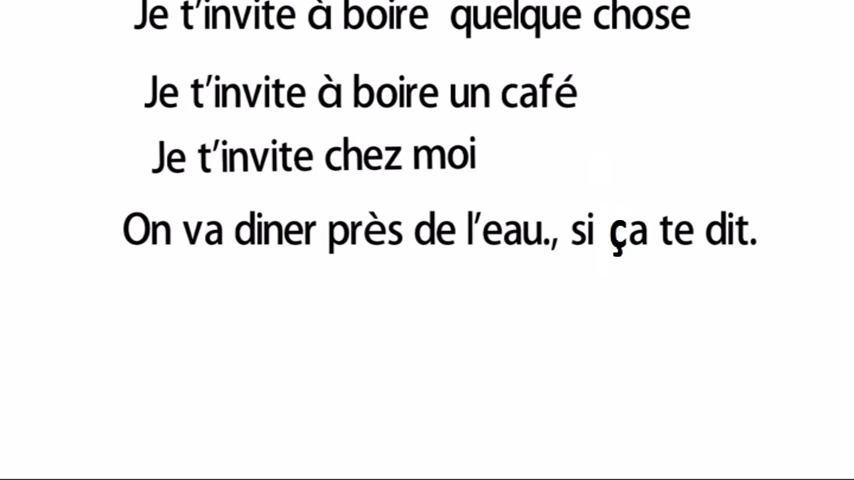 Je t'invite à boire quelque chose
Je t'invite à boire un café
Je t'invite chez moi
On va diner près de l'eau., si ça te dit.